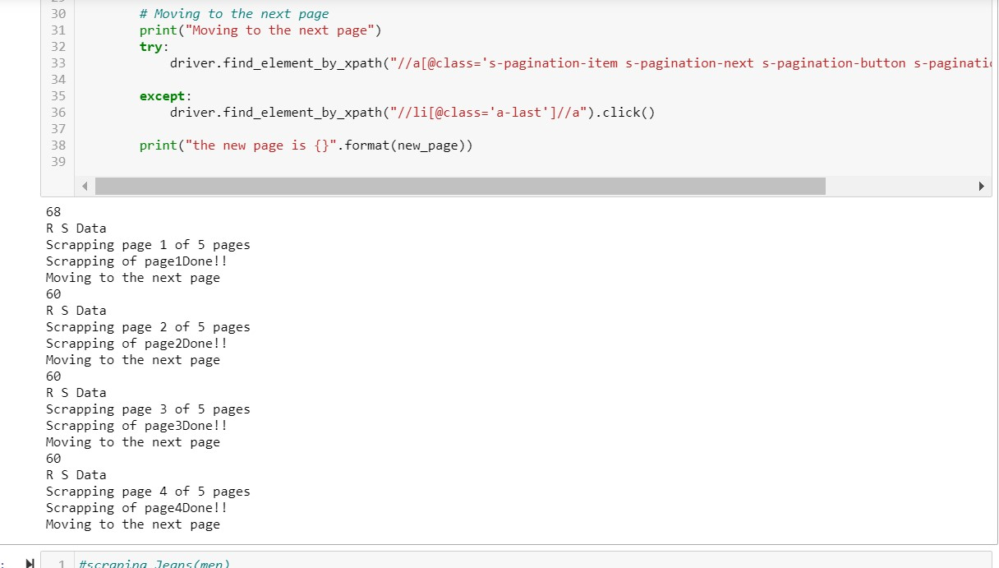 30 # Moving to the next page
31 print("Moving to the next page")
32 try:
33 driver.find_element_by_xpath("//a[@class='s-pagination-item s-pagination-next s-pagination-button
34
35 except:
36 driver.find_element_by_xpath("//li[@class='a-last']//a").click()
37
38 print("the new page is {}".format(new_page))
39
68
R S Data
Scrapping page 1 of 5 pages
Scrapping of page1Done!!
Moving to the next page
60
R S Data
Scrapping page 2 of 5 pages
Scrapping of page2Done!!
Moving to the next page
60
R S Data
Scrapping page 3 of 5 pages
Scrapping of page3Done!!
Moving to the next page
60
R S Data
Scrapping page 4 of 5 pages
Scrapping of page4Done!!
Moving to the next page
: 1 #scraping Jeans(men)